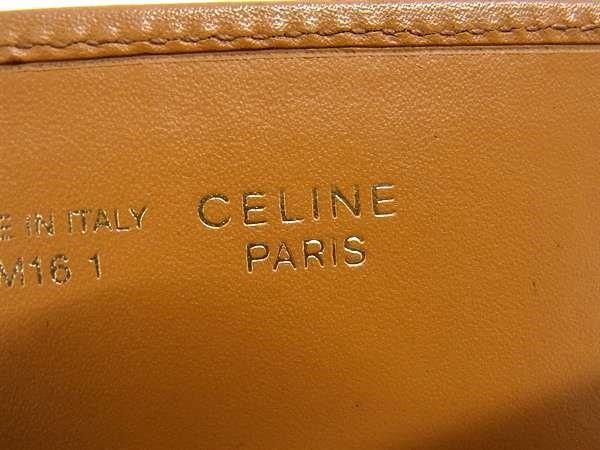 E IN ITALY
M16 1
CELINE
PARIS